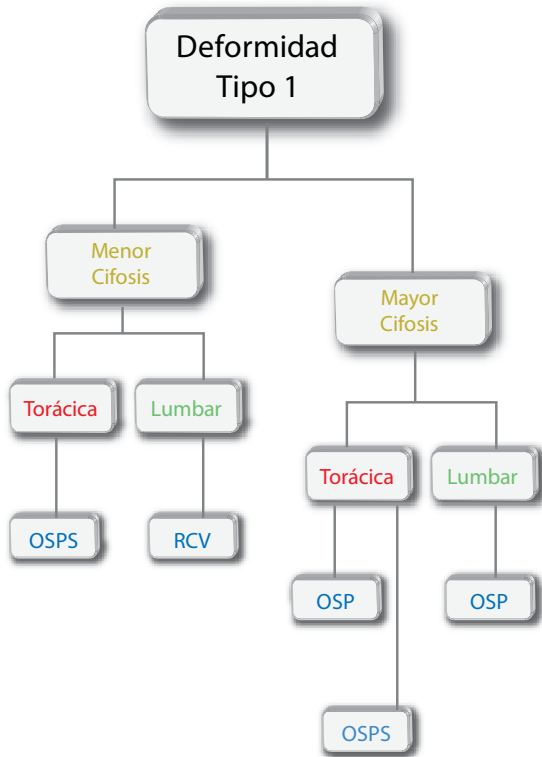 Deformidad
Tipo 1
Menor
Cifosis
Mayor
Cifosis
Torácica
Lumbar
Torácica
Lumbar
OSPS
RCV
OSP
OSP
OSPS